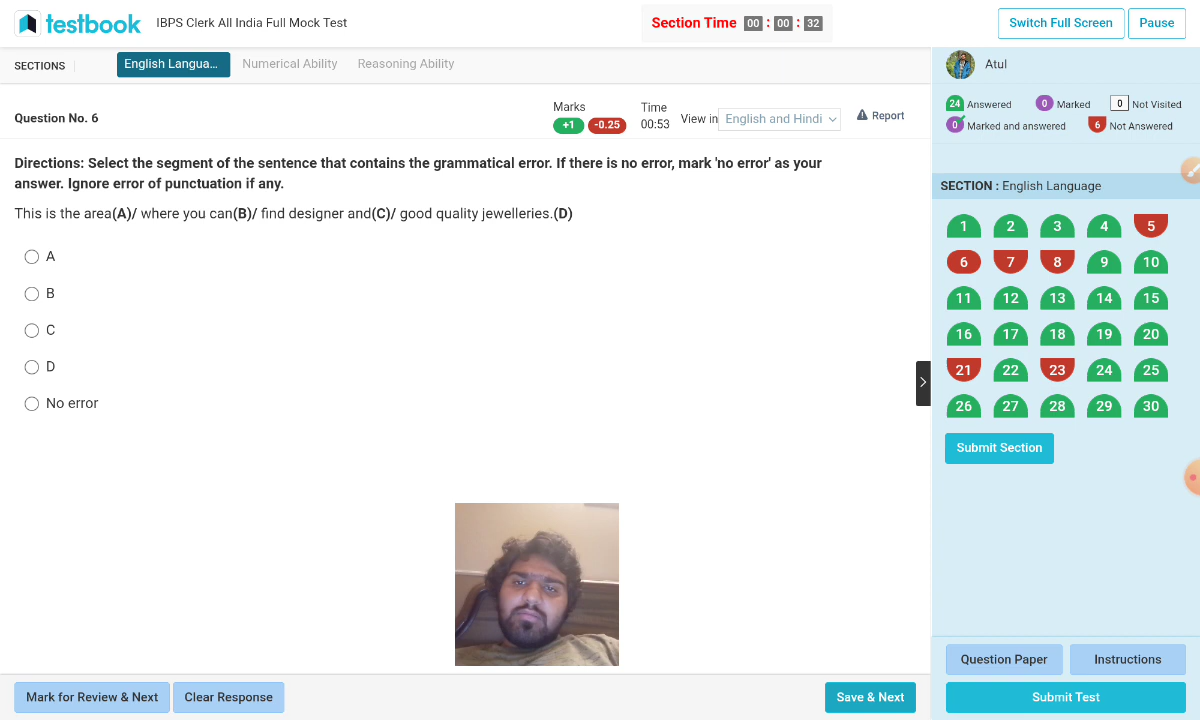 testbook
IBPS Clerk All India Full Mock Test
Section Time 00 : 00 : 32
Switch Full Screen
Pause
SECTIONS
English Langua...
Numerical Ability
Reasoning Ability
Atul
24 Answered
0 Marked
0 Not Visited
0 Marked and answered
6 Not Answered
Question No. 6
Marks
+1 -0.25
Time
00:53
View in English and Hindi
Report
Directions: Select the segment of the sentence that contains the grammatical error. If there is no error, mark 'no error' as your
answer. Ignore error of punctuation if any.
This is the area(A)/ where you can(B)/ find designer and(C)/ good quality jewelleries.(D)
A
B
C
D
No error
SECTION : English Language
1 2 3 4 5
6 7 8 9 10
11 12 13 14 15
16 17 18 19 20
21 22 23 24 25
26 27 28 29 30
Submit Section
Question Paper
Instructions
Mark for Review & Next
Clear Response
Save & Next
Submit Test